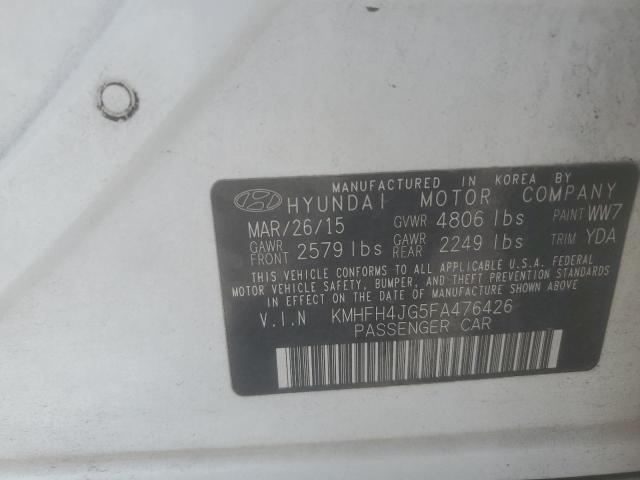 MANUFACTURED IN KOREA BY
HYUNDAI MOTOR COMPANY
MAR/26/15 GVWR 4806 lbs PAINT WW7
GAWR FRONT 2579 lbs GAWR REAR 2249 lbs TRIM YDA
THIS VEHICLE CONFORMS TO ALL APPLICABLE U.S.A. FEDERAL
MOTOR VEHICLE SAFETY, BUMPER, AND THEFT PREVENTION STANDARDS
IN EFFECT ON THE DATE OF MANUFACTURE SHOWN ABOVE.
V.I.N KMHFH4JG5FA476426
PASSENGER CAR